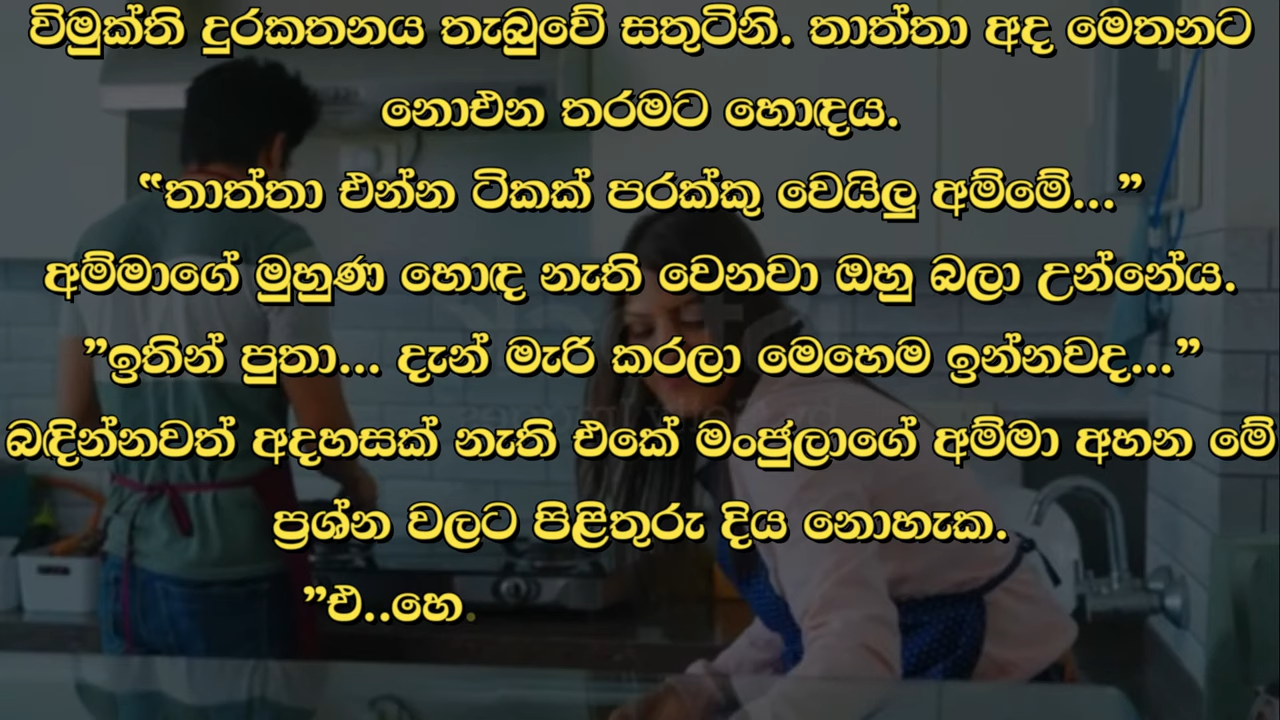 විමුක්ති දුරකතනය තැබුවේ සතුටිනි. තාත්තා අද මෙතනට
නොඑන තරමට හොඳය.
“තාත්තා එන්න ටිකක් පරක්කු වෙයිලු අම්මේ...”
අම්මාගේ මුහුණ හොඳ නැති වෙනවා ඔහු බලා උන්නේය.
”ඉතින් පුතා... දැන් මැරි කරලා මෙහෙම ඉන්නවද...”
බඳින්නවත් අදහසක් නැති එකේ මංජුලාගේ අම්මා අහන මේ
ප්‍රශ්න වලට පිළිතුරු දිය නොහැක.
”එ..හෙ.